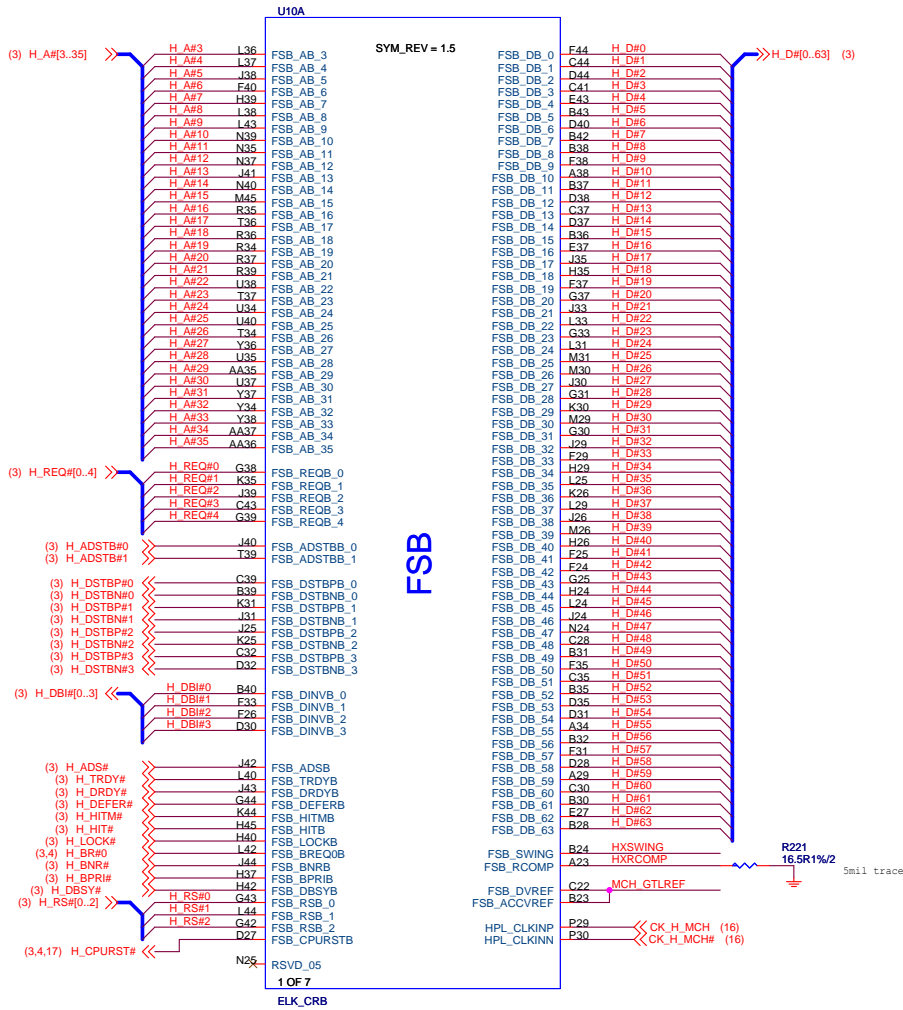 U10A
SYM_REV = 1.5
(3) H_A#[3..35]
H_A#3 L36 FSB_AB_3
H_A#4 L37 FSB_AB_4
H_A#5 J38 FSB_AB_5
H_A#6 F40 FSB_AB_6
H_A#7 H39 FSB_AB_7
H_A#8 L38 FSB_AB_8
H_A#9 L43 FSB_AB_9
H_A#10 N39 FSB_AB_10
H_A#11 N35 FSB_AB_11
H_A#12 N37 FSB_AB_12
H_A#13 J41 FSB_AB_13
H_A#14 N40 FSB_AB_14
H_A#15 M45 FSB_AB_15
H_A#16 R35 FSB_AB_16
H_A#17 T36 FSB_AB_17
H_A#18 R36 FSB_AB_18
H_A#19 R34 FSB_AB_19
H_A#20 R37 FSB_AB_20
H_A#21 R39 FSB_AB_21
H_A#22 U38 FSB_AB_22
H_A#23 T37 FSB_AB_23
H_A#24 U34 FSB_AB_24
H_A#25 U40 FSB_AB_25
H_A#26 T34 FSB_AB_26
H_A#27 Y36 FSB_AB_27
H_A#28 U35 FSB_AB_28
H_A#29 AA35 FSB_AB_29
H_A#30 U37 FSB_AB_30
H_A#31 Y37 FSB_AB_31
H_A#32 Y34 FSB_AB_32
H_A#33 Y38 FSB_AB_33
H_A#34 AA37 FSB_AB_34
H_A#35 AA36 FSB_AB_35
(3) H_REQ#[0..4]
H_REQ#0 G38 FSB_REQB_0
H_REQ#1 K35 FSB_REQB_1
H_REQ#2 J39 FSB_REQB_2
H_REQ#3 C43 FSB_REQB_3
H_REQ#4 G39 FSB_REQB_4
(3) H_ADSTB#0 J40 FSB_ADSTBB_0
(3) H_ADSTB#1 T39 FSB_ADSTBB_1
(3) H_DSTBP#0 C39 FSB_DSTBPB_0
(3) H_DSTBN#0 B39 FSB_DSTBNB_0
(3) H_DSTBP#1 K31 FSB_DSTBPB_1
(3) H_DSTBN#1 J31 FSB_DSTBNB_1
(3) H_DSTBP#2 J25 FSB_DSTBPB_2
(3) H_DSTBN#2 K25 FSB_DSTBNB_2
(3) H_DSTBP#3 C32 FSB_DSTBPB_3
(3) H_DSTBN#3 D32 FSB_DSTBNB_3
(3) H_DBI#[0..3]
H_DBI#0 B40 FSB_DINVB_0
H_DBI#1 F33 FSB_DINVB_1
H_DBI#2 F26 FSB_DINVB_2
H_DBI#3 D30 FSB_DINVB_3
(3) H_ADS# J42 FSB_ADSB
(3) H_TRDY# L40 FSB_TRDYB
(3) H_DRDY# J43 FSB_DRDYB
(3) H_DEFER# G44 FSB_DEFERB
(3) H_HITM# K44 FSB_HITMB
(3) H_HIT# H45 FSB_HITB
(3) H_LOCK# H40 FSB_LOCKB
(3,4) H_BR#0 L42 FSB_BREQ0B
(3) H_BNR# J44 FSB_BNRB
(3) H_BPRI# H37 FSB_BPRIB
(3) H_DBSY# H42 FSB_DBSYB
(3) H_RS#[0..2]
H_RS#0 G43 FSB_RSB_0
H_RS#1 L44 FSB_RSB_1
H_RS#2 G42 FSB_RSB_2
(3,4,17) H_CPURST# D27 FSB_CPURSTB
N25 RSVD_05
FSB
H_D#[0..63] (3)
FSB_DB_0 F44 H_D#0
FSB_DB_1 C44 H_D#1
FSB_DB_2 D44 H_D#2
FSB_DB_3 C41 H_D#3
FSB_DB_4 E43 H_D#4
FSB_DB_5 B43 H_D#5
FSB_DB_6 D40 H_D#6
FSB_DB_7 B42 H_D#7
FSB_DB_8 B38 H_D#8
FSB_DB_9 F38 H_D#9
FSB_DB_10 A38 H_D#10
FSB_DB_11 B37 H_D#11
FSB_DB_12 D38 H_D#12
FSB_DB_13 C37 H_D#13
FSB_DB_14 D37 H_D#14
FSB_DB_15 B36 H_D#15
FSB_DB_16 E37 H_D#16
FSB_DB_17 J35 H_D#17
FSB_DB_18 H35 H_D#18
FSB_DB_19 F37 H_D#19
FSB_DB_20 G37 H_D#20
FSB_DB_21 J33 H_D#21
FSB_DB_22 L33 H_D#22
FSB_DB_23 G33 H_D#23
FSB_DB_24 L31 H_D#24
FSB_DB_25 M31 H_D#25
FSB_DB_26 M30 H_D#26
FSB_DB_27 J30 H_D#27
FSB_DB_28 G31 H_D#28
FSB_DB_29 K30 H_D#29
FSB_DB_30 M29 H_D#30
FSB_DB_31 G30 H_D#31
FSB_DB_32 J29 H_D#32
FSB_DB_33 F29 H_D#33
FSB_DB_34 H29 H_D#34
FSB_DB_35 L25 H_D#35
FSB_DB_36 K26 H_D#36
FSB_DB_37 L29 H_D#37
FSB_DB_38 J26 H_D#38
FSB_DB_39 M26 H_D#39
FSB_DB_40 H26 H_D#40
FSB_DB_41 F25 H_D#41
FSB_DB_42 F24 H_D#42
FSB_DB_43 G25 H_D#43
FSB_DB_44 H24 H_D#44
FSB_DB_45 L24 H_D#45
FSB_DB_46 J24 H_D#46
FSB_DB_47 N24 H_D#47
FSB_DB_48 C28 H_D#48
FSB_DB_49 B31 H_D#49
FSB_DB_50 F35 H_D#50
FSB_DB_51 C35 H_D#51
FSB_DB_52 B35 H_D#52
FSB_DB_53 D35 H_D#53
FSB_DB_54 D31 H_D#54
FSB_DB_55 A34 H_D#55
FSB_DB_56 B32 H_D#56
FSB_DB_57 F31 H_D#57
FSB_DB_58 D28 H_D#58
FSB_DB_59 A29 H_D#59
FSB_DB_60 C30 H_D#60
FSB_DB_61 B30 H_D#61
FSB_DB_62 E27 H_D#62
FSB_DB_63 B28 H_D#63
FSB_SWING B24 HXSWING
FSB_RCOMP A23 HXRCOMP
R221
16.5R1%/2
5mil trace
FSB_DVREF C22 MCH_GTLREF
FSB_ACCVREF B23
HPL_CLKINP P29 CK_H_MCH (16)
HPL_CLKINN P30 CK_H_MCH# (16)
1 OF 7
ELK_CRB